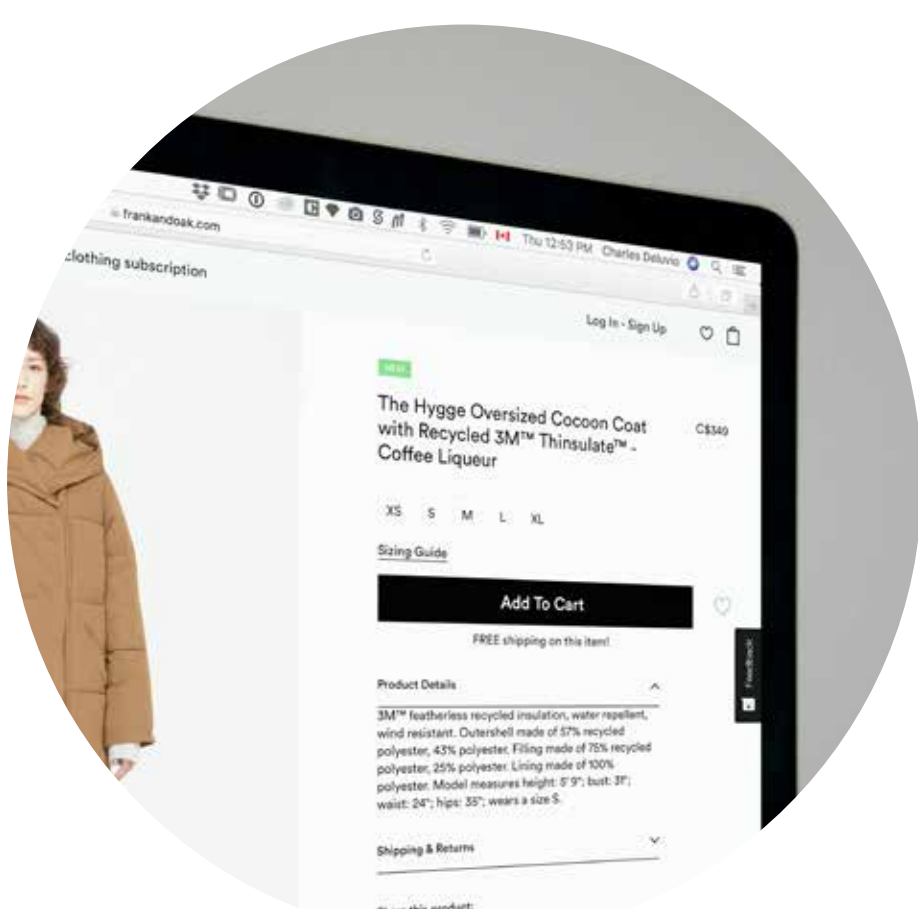 Thu 12:53 PM Charles Deluvio
frankandoak.com
clothing subscription
Log In - Sign Up
NEW
The Hygge Oversized Cocoon Coat
with Recycled 3M™ Thinsulate™ -
Coffee Liqueur
C$349
XS S M L XL
Sizing Guide
Add To Cart
FREE shipping on this item!
Feedback
Product Details
3M™ featherless recycled insulation, water repellent,
wind resistant. Outershell made of 57% recycled
polyester, 43% polyester. Filling made of 75% recycled
polyester, 25% polyester. Lining made of 100%
polyester. Model measures height: 5'9"; bust: 31";
waist: 24"; hips: 35"; wears a size S.
Shipping & Returns
Share this product: